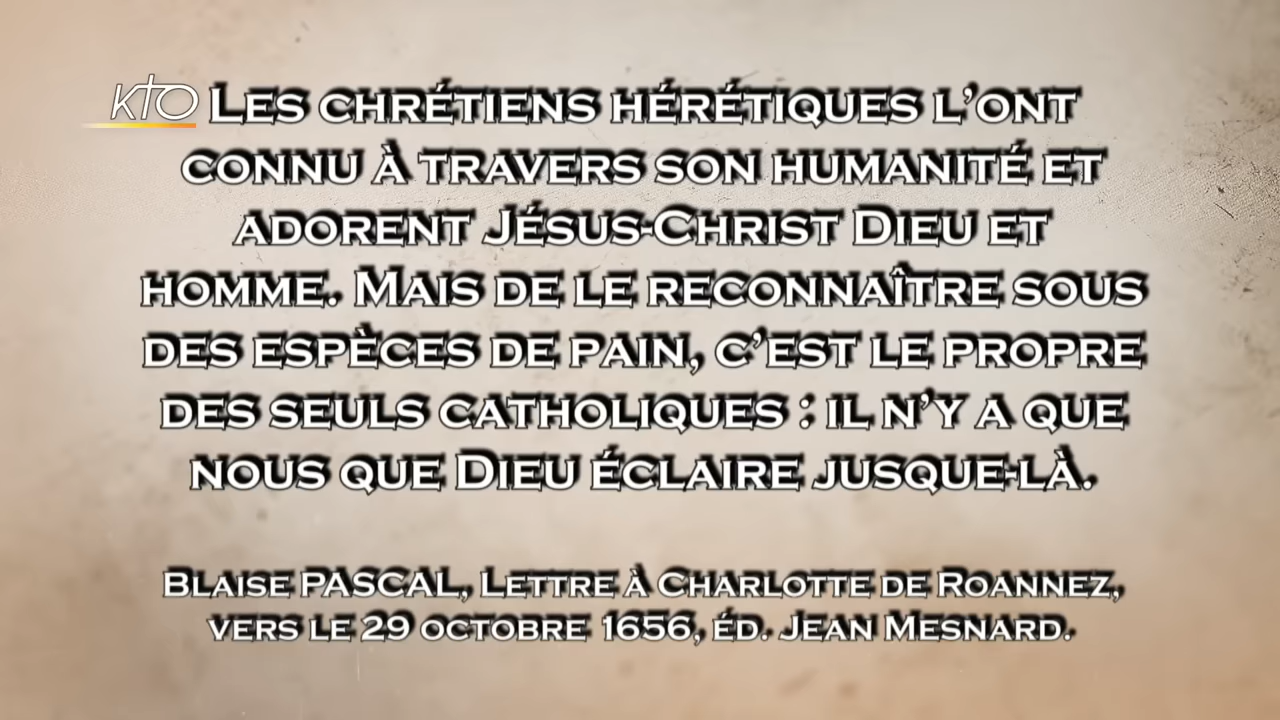 kto
Les chrétiens hérétiques l’ont
connu à travers son humanité et
adorent Jésus-Christ Dieu et
homme. Mais de le reconnaître sous
des espèces de pain, c’est le propre
des seuls catholiques : il n’y a que
nous que Dieu éclaire jusque-là.
Blaise PASCAL, Lettre à Charlotte de Roannez,
vers le 29 octobre 1656, éd. Jean Mesnard.